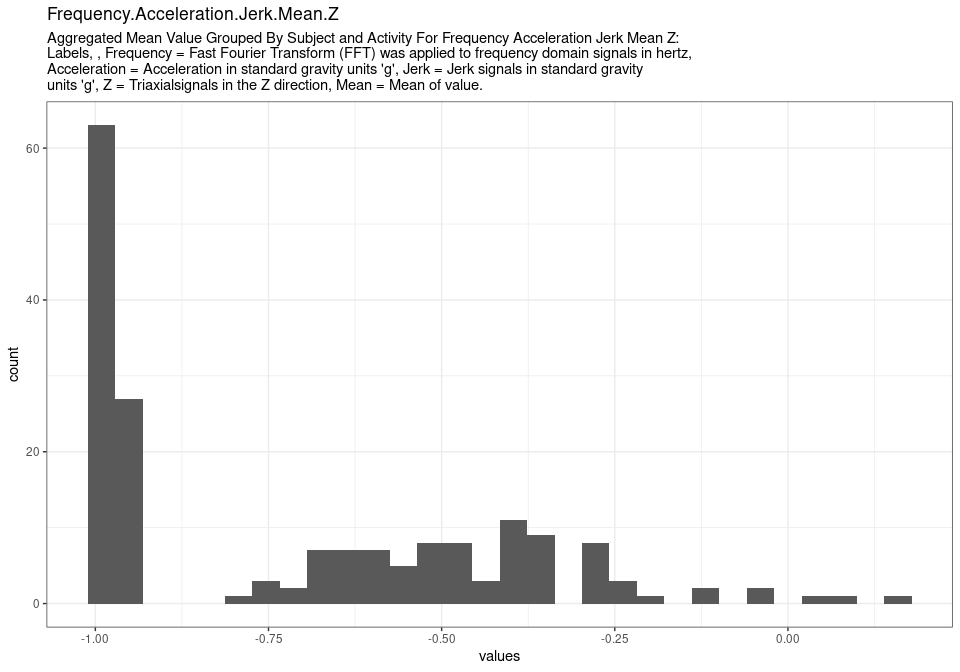 Frequency.Acceleration.Jerk.Mean.Z
Aggregated Mean Value Grouped By Subject and Activity For Frequency Acceleration Jerk Mean Z:
Labels, , Frequency = Fast Fourier Transform (FFT) was applied to frequency domain signals in hertz,
Acceleration = Acceleration in standard gravity units 'g', Jerk = Jerk signals in standard gravity
units 'g', Z = Triaxialsignals in the Z direction, Mean = Mean of value.
60
40
20
0
count
-1.00 -0.75 -0.50 -0.25 0.00
values